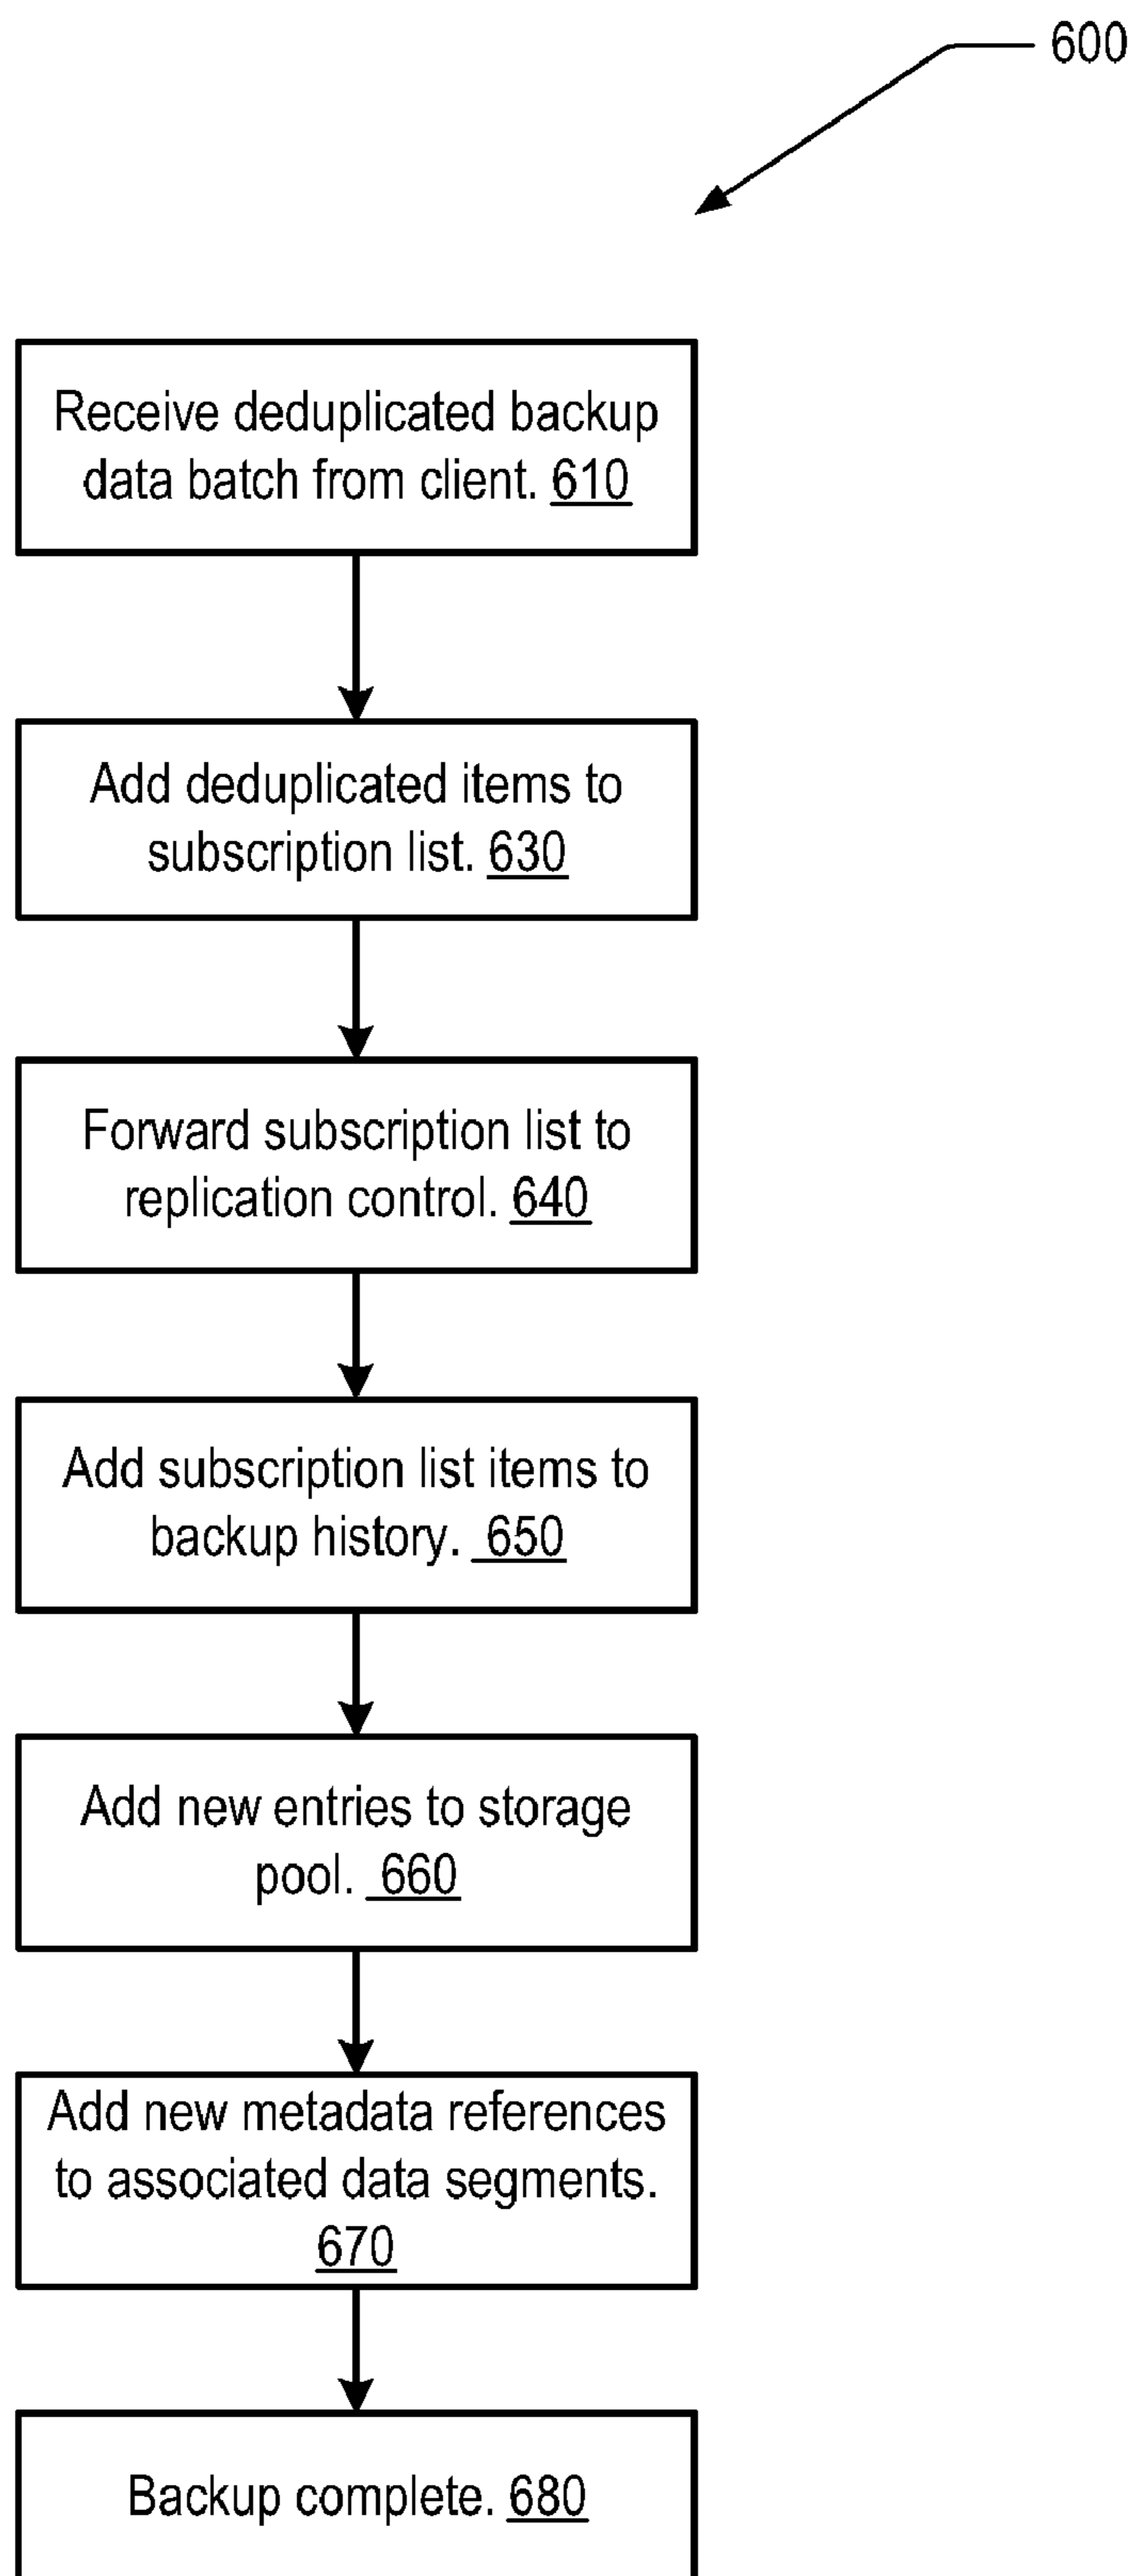 600
Receive deduplicated backup
data batch from client. 610
Add deduplicated items to
subscription list. 630
Forward subscription list to
replication control. 640
Add subscription list items to
backup history. 650
Add new entries to storage
pool. 660
Add new metadata references
to associated data segments.
670
Backup complete. 680